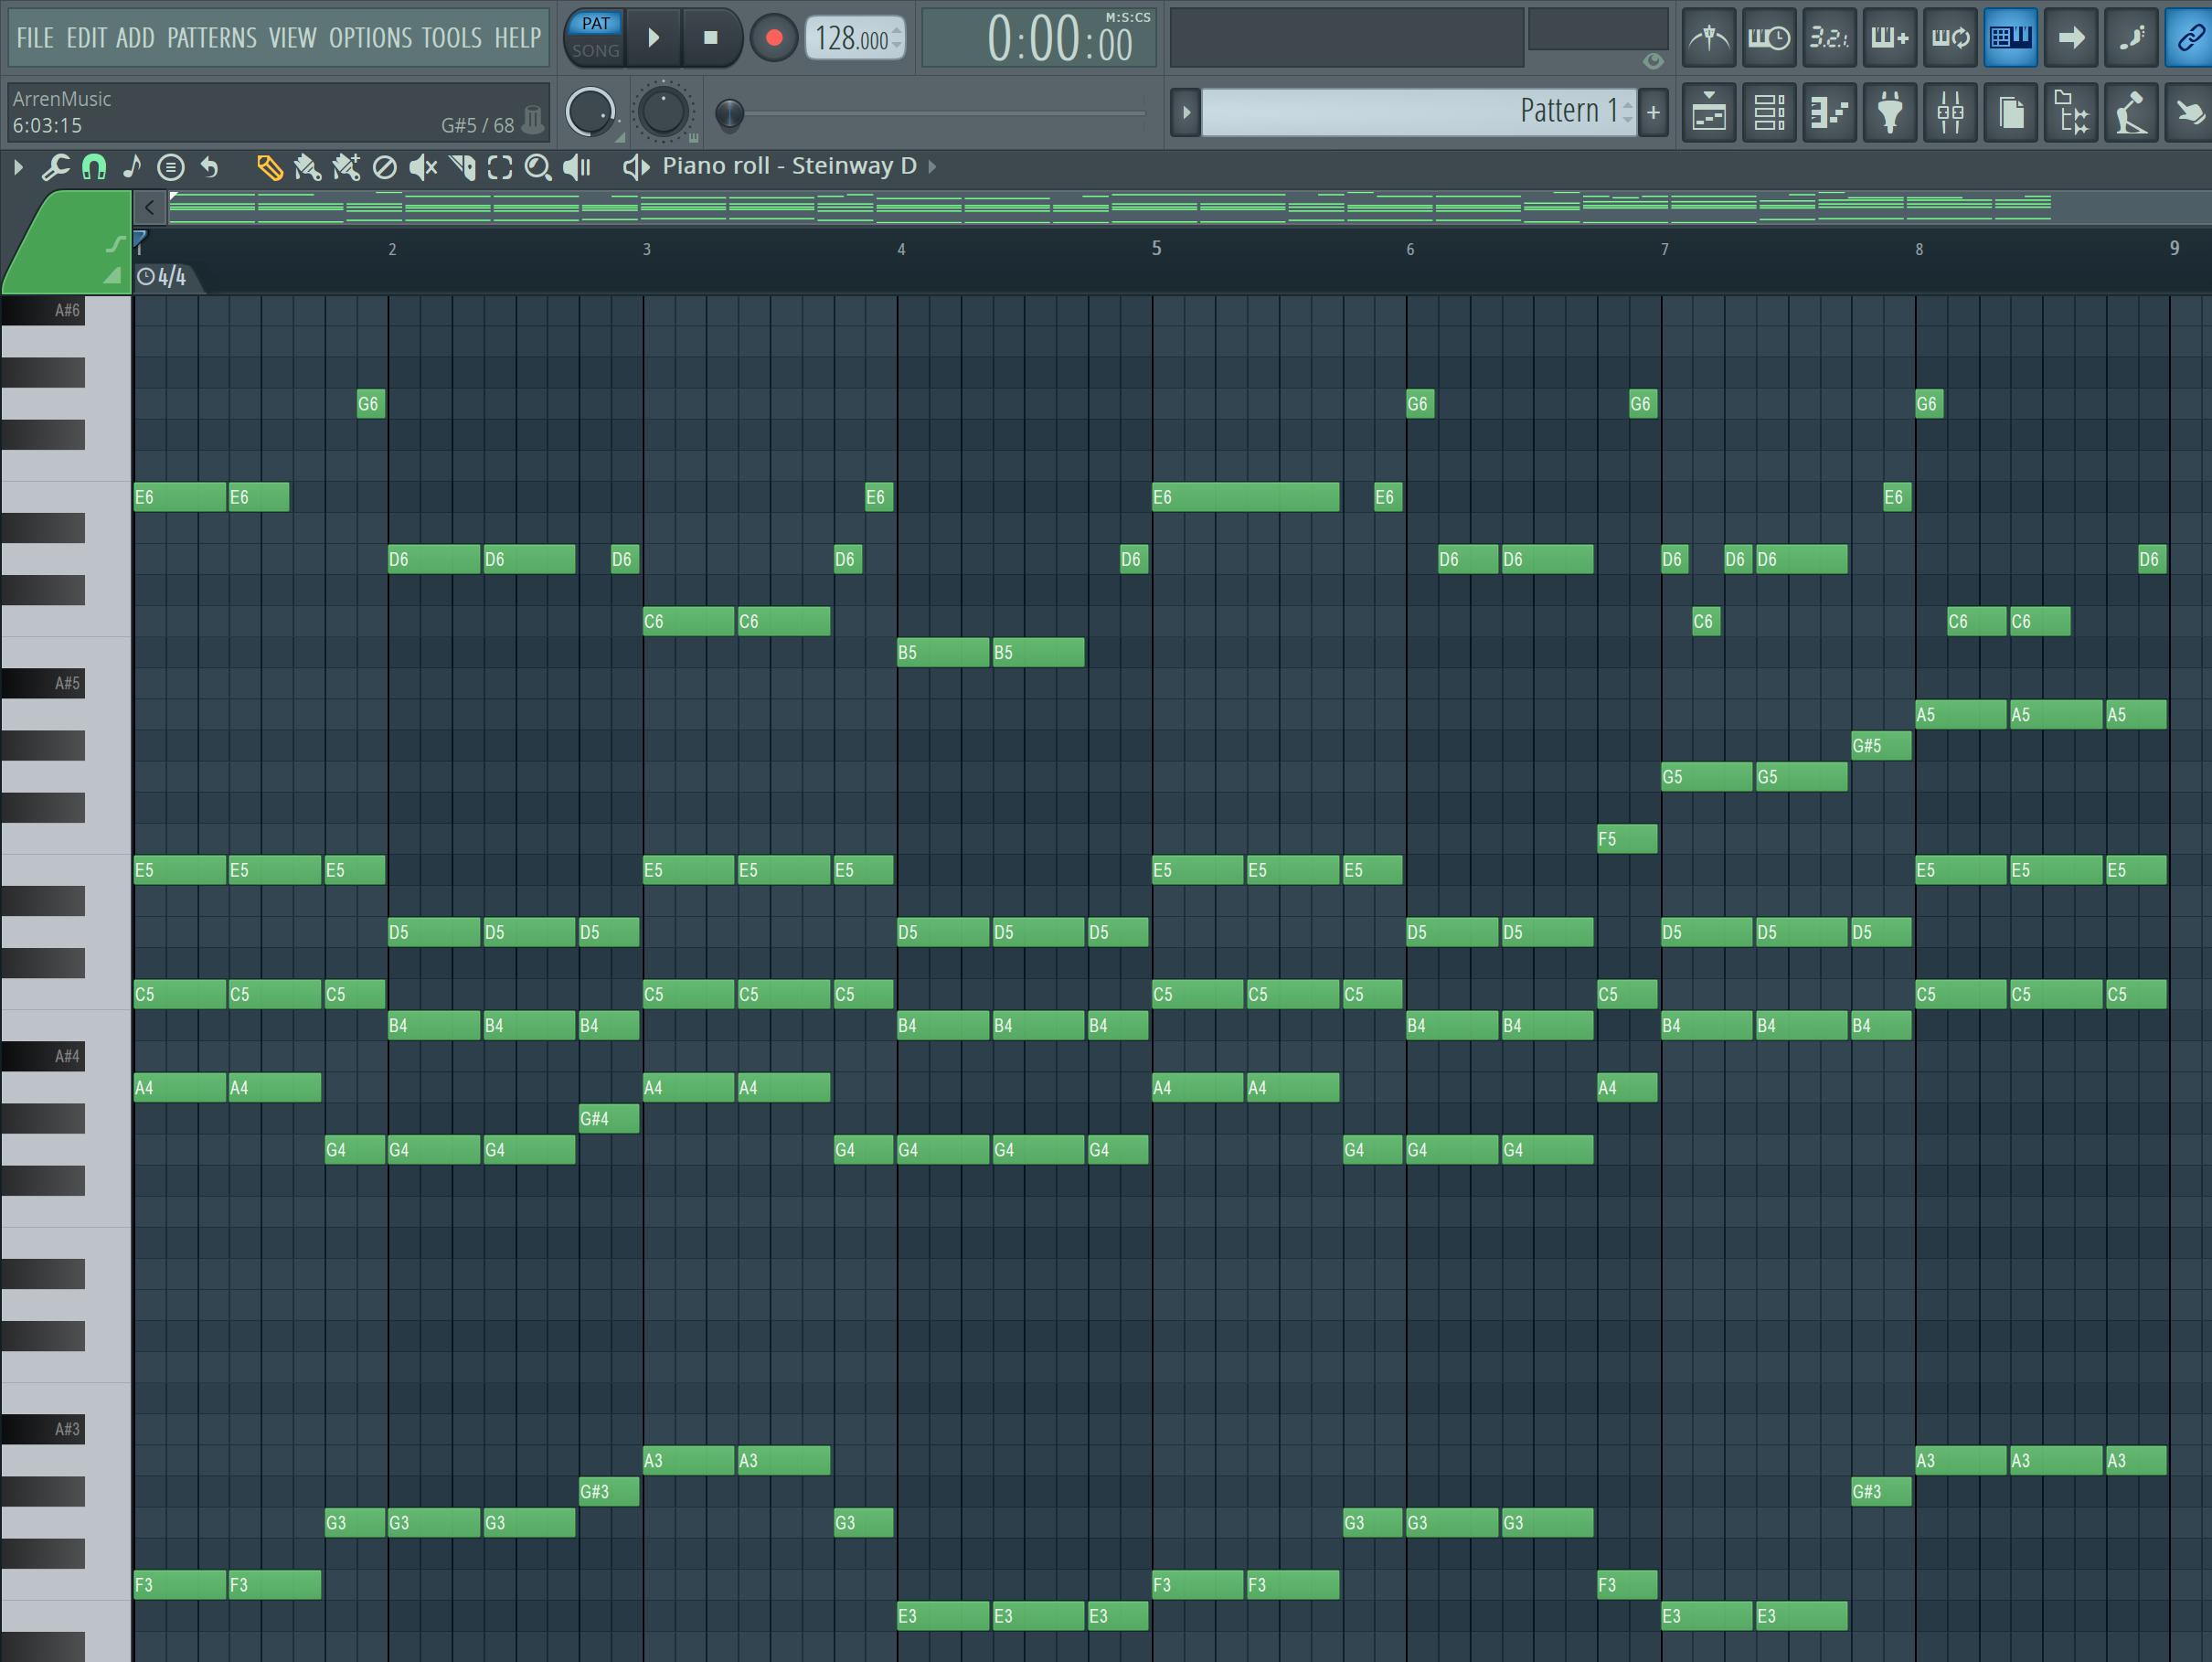 FILE EDIT ADD PATTERNS VIEW OPTIONS TOOLS HELP
PAT
SONG
128.000
M:S:CS
0:00:00
3.2.1.
ArrenMusic
6:03:15
G#5 / 68
Pattern 1
+
Piano roll - Steinway D
1 2 3 4 5 6 7 8 9
4/4
A#6
G6 G6 G6 G6
E6 E6 E6 E6 E6 E6
D6 D6 D6 D6 D6 D6 D6 D6 D6 D6 D6
C6 C6 C6 C6 C6
B5 B5
A#5
A5 A5 A5
G#5
G5 G5
F5
E5 E5 E5 E5 E5 E5 E5 E5 E5 E5 E5 E5
D5 D5 D5 D5 D5 D5 D5 D5 D5 D5 D5
C5 C5 C5 C5 C5 C5 C5 C5 C5 C5 C5 C5 C5
B4 B4 B4 B4 B4 B4 B4 B4 B4 B4 B4
A#4
A4 A4 A4 A4 A4 A4 A4
G#4
G4 G4 G4 G4 G4 G4 G4 G4 G4 G4
A#3
A3 A3 A3 A3 A3
G#3 G#3
G3 G3 G3 G3 G3 G3 G3
F3 F3 F3 F3 F3
E3 E3 E3 E3 E3